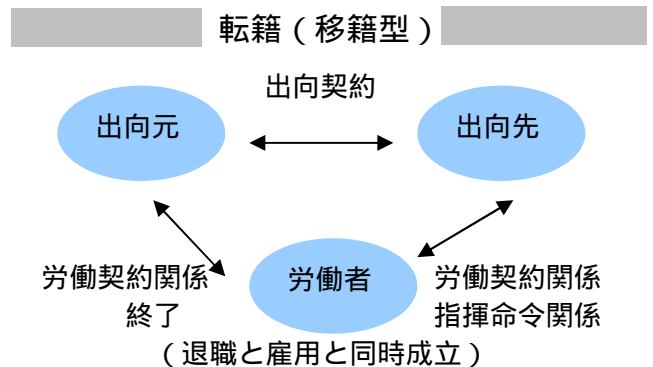 転籍（移籍型）
出向契約
出向元
出向先
労働者
労働契約関係
終了
労働契約関係
指揮命令関係
（退職と雇用と同時成立）